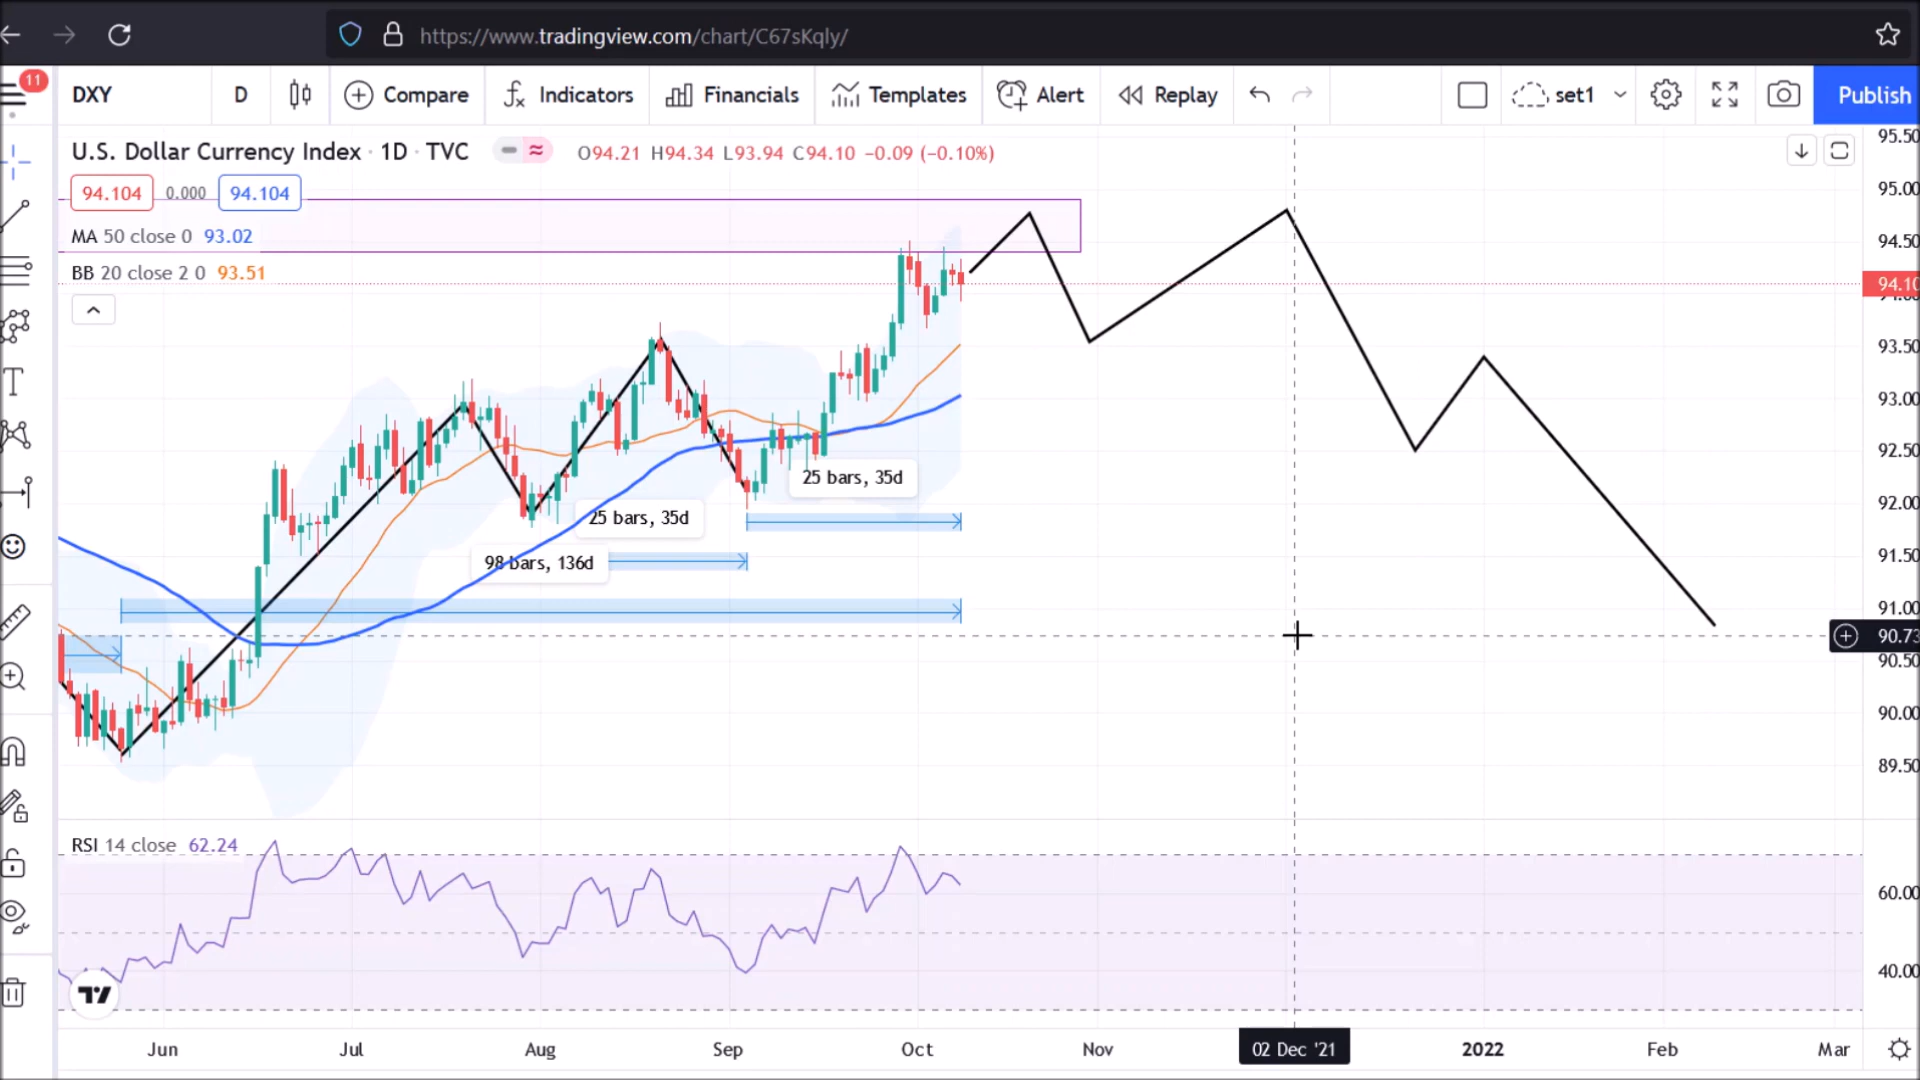 https://www.tradingview.com/chart/C67sKqly/
11
DXY D Compare Indicators Financials Templates Alert Replay set1 Publish
U.S. Dollar Currency Index · 1D · TVC O94.21 H94.34 L93.94 C94.10 −0.09 (−0.10%)
94.104 0.000 94.104
MA 50 close 0 93.02
BB 20 close 2 0 93.51
95.50
95.00
94.50
94.10
94.00
93.50
93.00
92.50
92.00
91.50
91.00
90.73
90.50
90.00
89.50
25 bars, 35d
25 bars, 35d
98 bars, 136d
RSI 14 close 62.24
60.00
40.00
Jun Jul Aug Sep Oct Nov 02 Dec '21 2022 Feb Mar